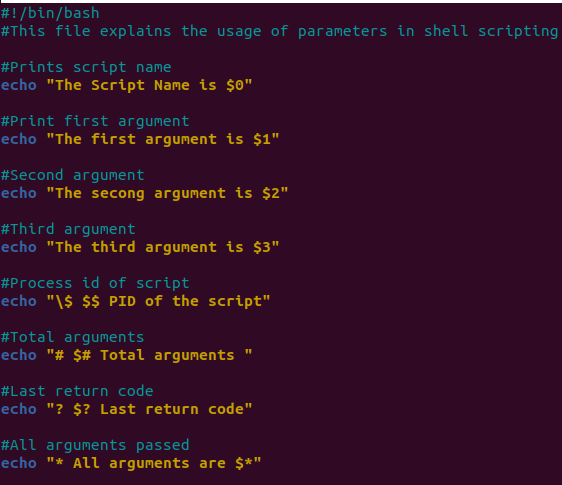 #!/bin/bash
#This file explains the usage of parameters in shell scripting
#Prints script name
echo "The Script Name is $0"
#Print first argument
echo "The first argument is $1"
#Second argument
echo "The secong argument is $2"
#Third argument
echo "The third argument is $3"
#Process id of script
echo "\$ $$ PID of the script"
#Total arguments
echo "# $# Total arguments "
#Last return code
echo "? $? Last return code"
#All arguments passed
echo "* All arguments are $*"